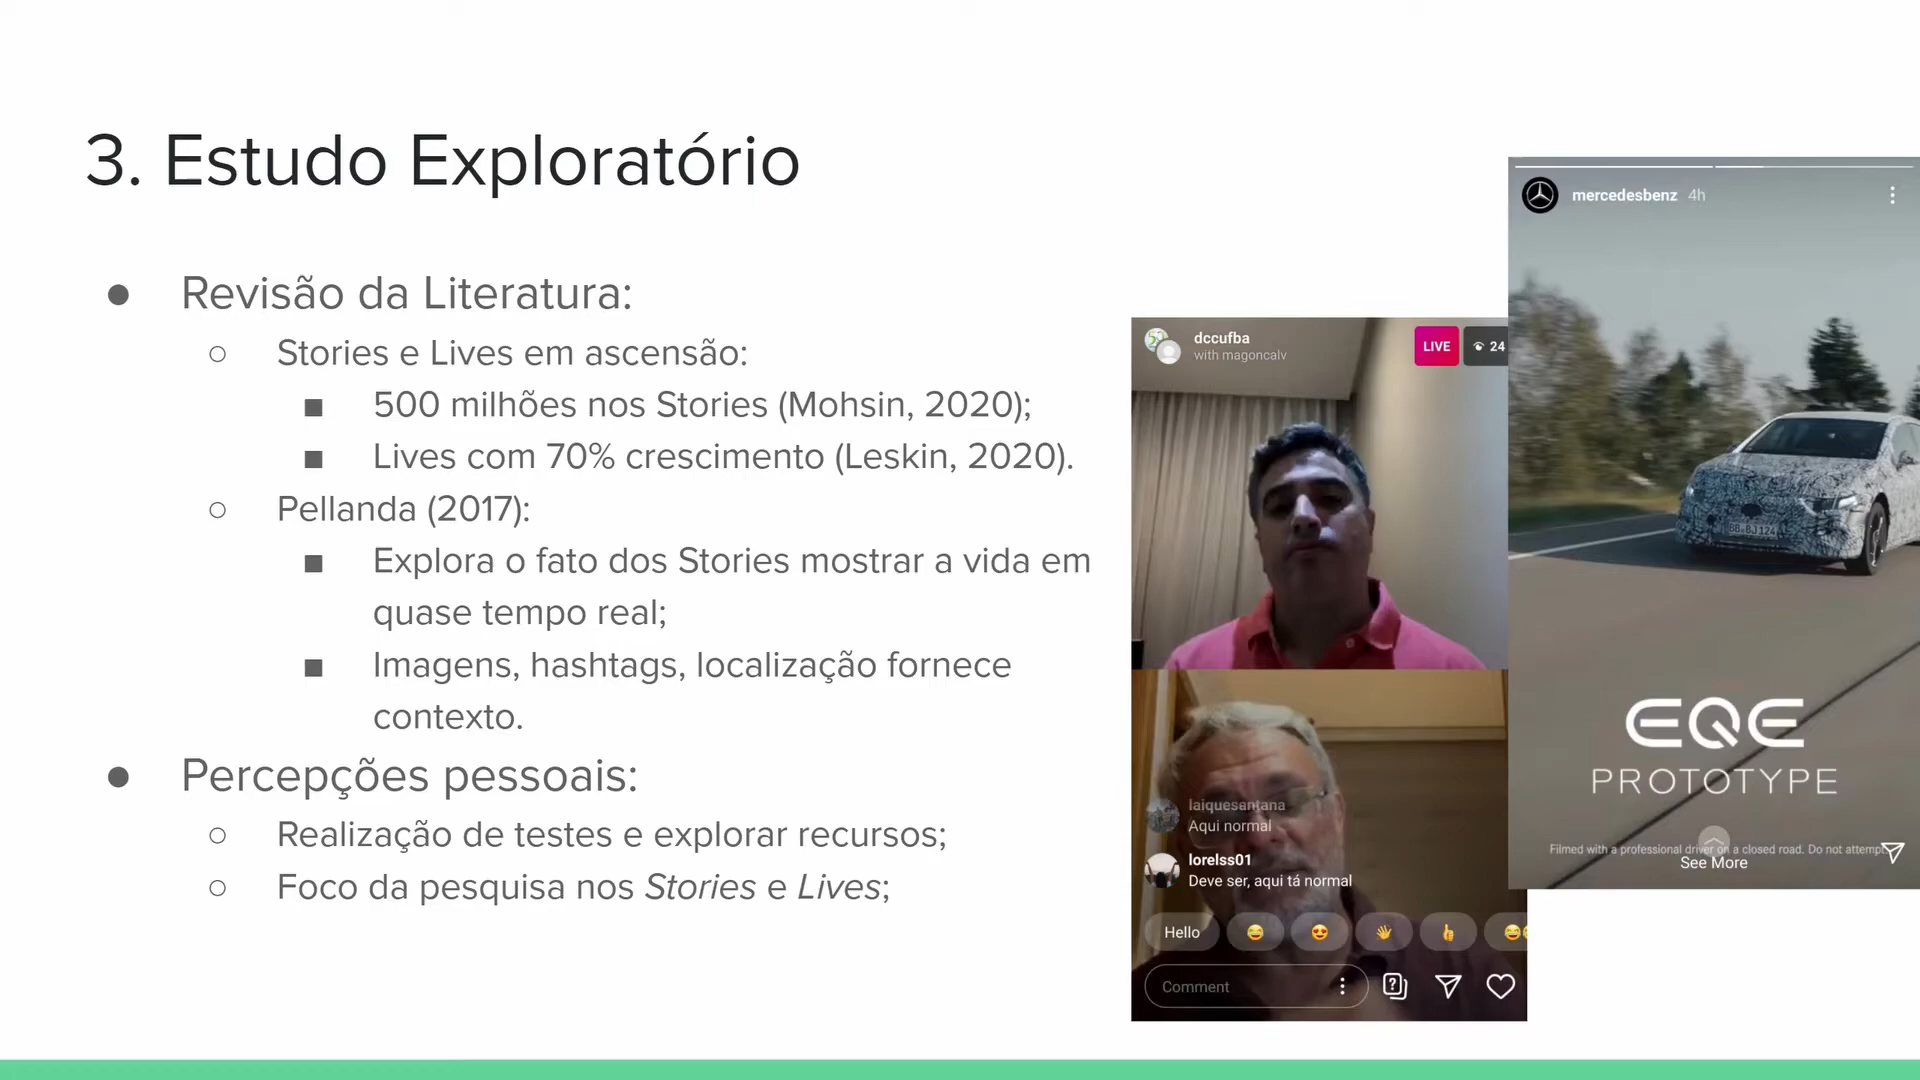 3. Estudo Exploratório
● Revisão da Literatura:
○ Stories e Lives em ascensão:
■ 500 milhões nos Stories (Mohsin, 2020);
■ Lives com 70% crescimento (Leskin, 2020).
○ Pellanda (2017):
■ Explora o fato dos Stories mostrar a vida em
quase tempo real;
■ Imagens, hashtags, localização fornece
contexto.
● Percepções pessoais:
○ Realização de testes e explorar recursos;
○ Foco da pesquisa nos Stories e Lives;
dccufba
with magoncalv
LIVE
24
laiquesantana
Aqui normal
lorelss01
Deve ser, aqui tá normal
Hello
Comment
mercedesbenz 4h
EQE
PROTOTYPE
Filmed with a professional driver on a closed road. Do not attempt.
See More